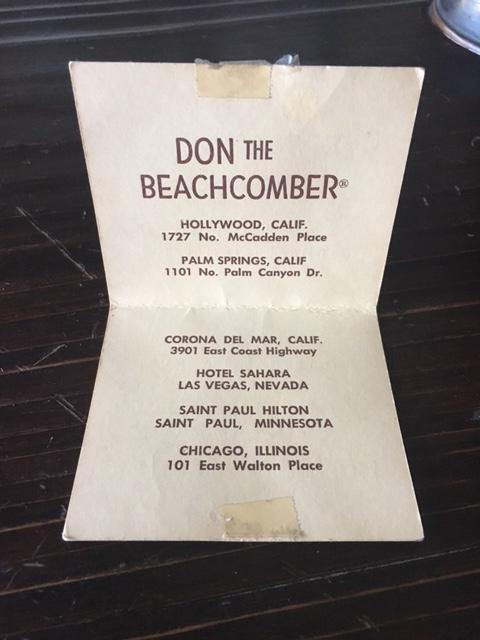 DON THE
BEACHCOMBER®
HOLLYWOOD, CALIF.
1727 No. McCadden Place
PALM SPRINGS, CALIF
1101 No. Palm Canyon Dr.
CORONA DEL MAR, CALIF.
3901 East Coast Highway
HOTEL SAHARA
LAS VEGAS, NEVADA
SAINT PAUL HILTON
SAINT PAUL, MINNESOTA
CHICAGO, ILLINOIS
101 East Walton Place